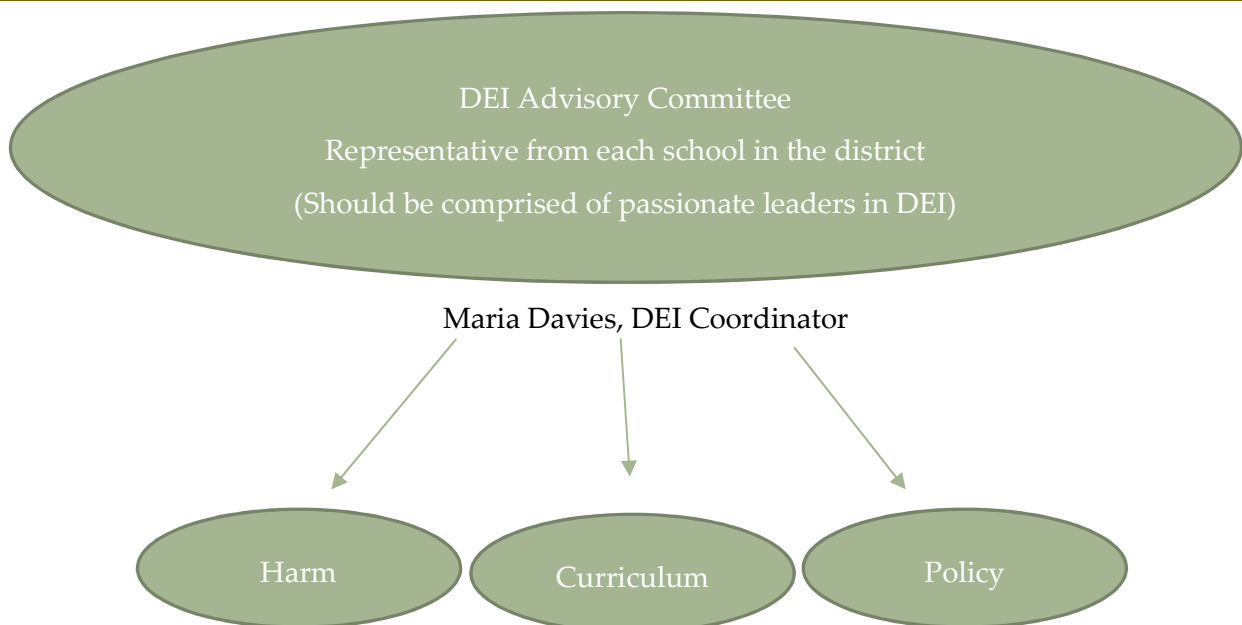 DEI Advisory Committee
Representative from each school in the district
(Should be comprised of passionate leaders in DEI)
Maria Davies, DEI Coordinator
Harm
Curriculum
Policy